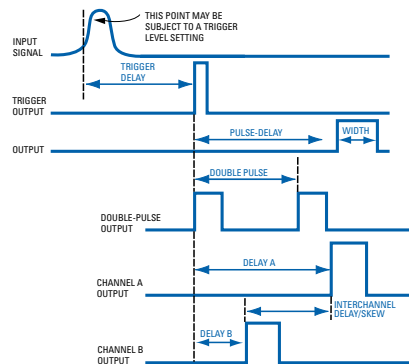 THIS POINT MAY BE
SUBJECT TO A TRIGGER
LEVEL SETTING
INPUT
SIGNAL
TRIGGER
DELAY
TRIGGER
OUTPUT
PULSE-DELAY
WIDTH
OUTPUT
DOUBLE PULSE
DOUBLE-PULSE
OUTPUT
DELAY A
CHANNEL A
OUTPUT
INTERCHANNEL
DELAY/SKEW
DELAY B
CHANNEL B
OUTPUT